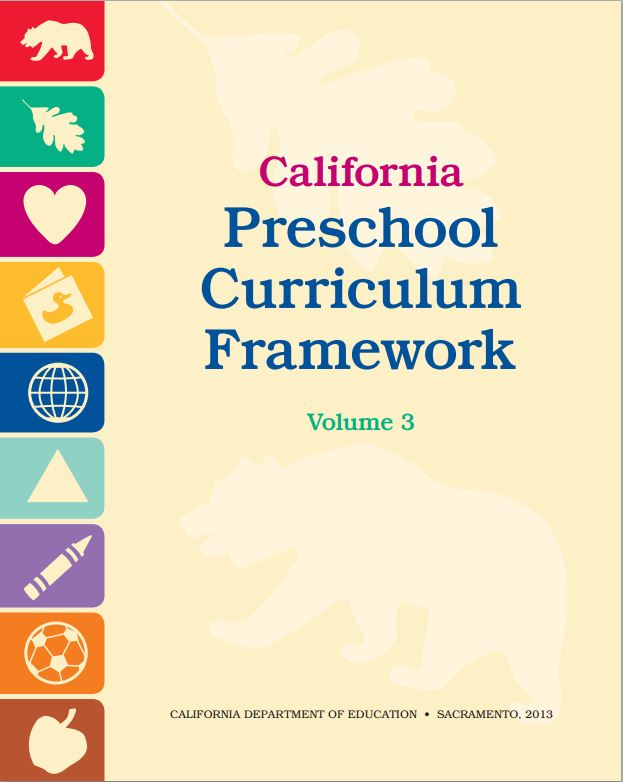 California
Preschool
Curriculum
Framework
Volume 3
CALIFORNIA DEPARTMENT OF EDUCATION • SACRAMENTO, 2013